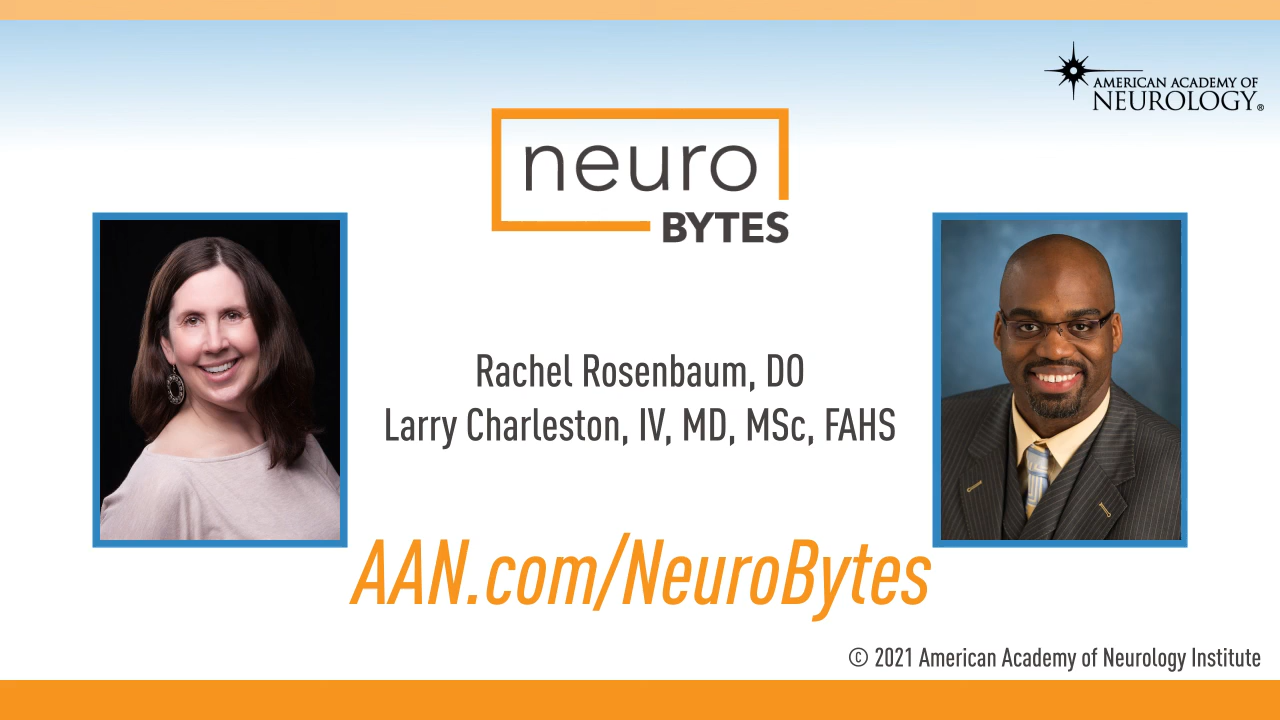 AMERICAN ACADEMY OF
NEUROLOGY®
neuro
BYTES
Rachel Rosenbaum, DO
Larry Charleston, IV, MD, MSc, FAHS
AAN.com/NeuroBytes
© 2021 American Academy of Neurology Institute